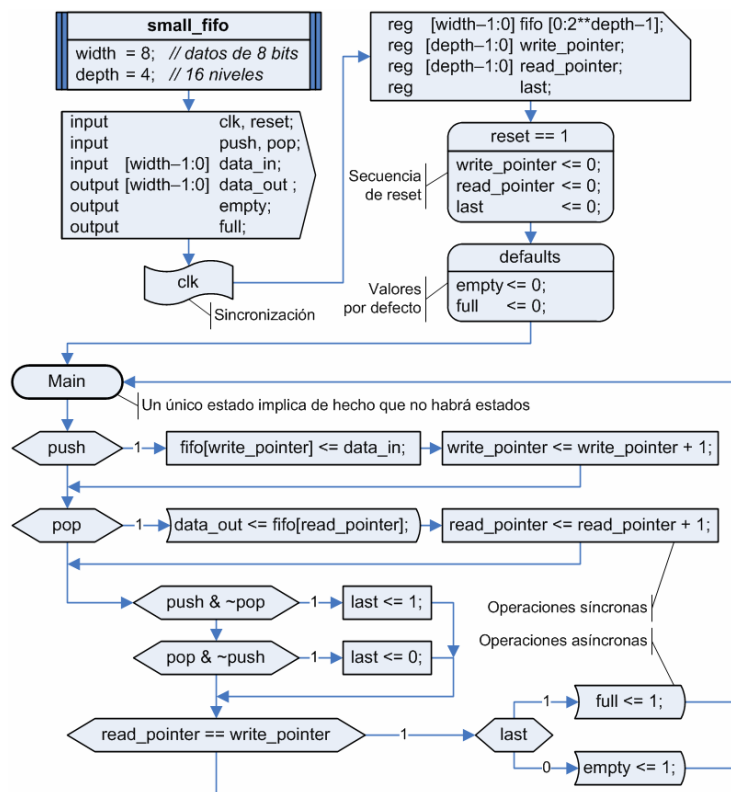 small_fifo
width = 8; // datos de 8 bits
depth = 4; // 16 niveles
input clk, reset;
input push, pop;
input [width–1:0] data_in;
output [width–1:0] data_out ;
output empty;
output full;
clk
Sincronización
reg [width–1:0] fifo [0:2**depth–1];
reg [depth–1:0] write_pointer;
reg [depth–1:0] read_pointer;
reg last;
reset == 1
write_pointer <= 0;
read_pointer <= 0;
last <= 0;
Secuencia
de reset
defaults
empty <= 0;
full <= 0;
Valores
por defecto
Main
Un único estado implica de hecho que no habrá estados
push
1
fifo[write_pointer] <= data_in;
write_pointer <= write_pointer + 1;
pop
1
data_out <= fifo[read_pointer];
read_pointer <= read_pointer + 1;
push & ~pop
1
last <= 1;
Operaciones síncronas
pop & ~push
1
last <= 0;
Operaciones asíncronas
read_pointer == write_pointer
1
last
1
full <= 1;
0
empty <= 1;